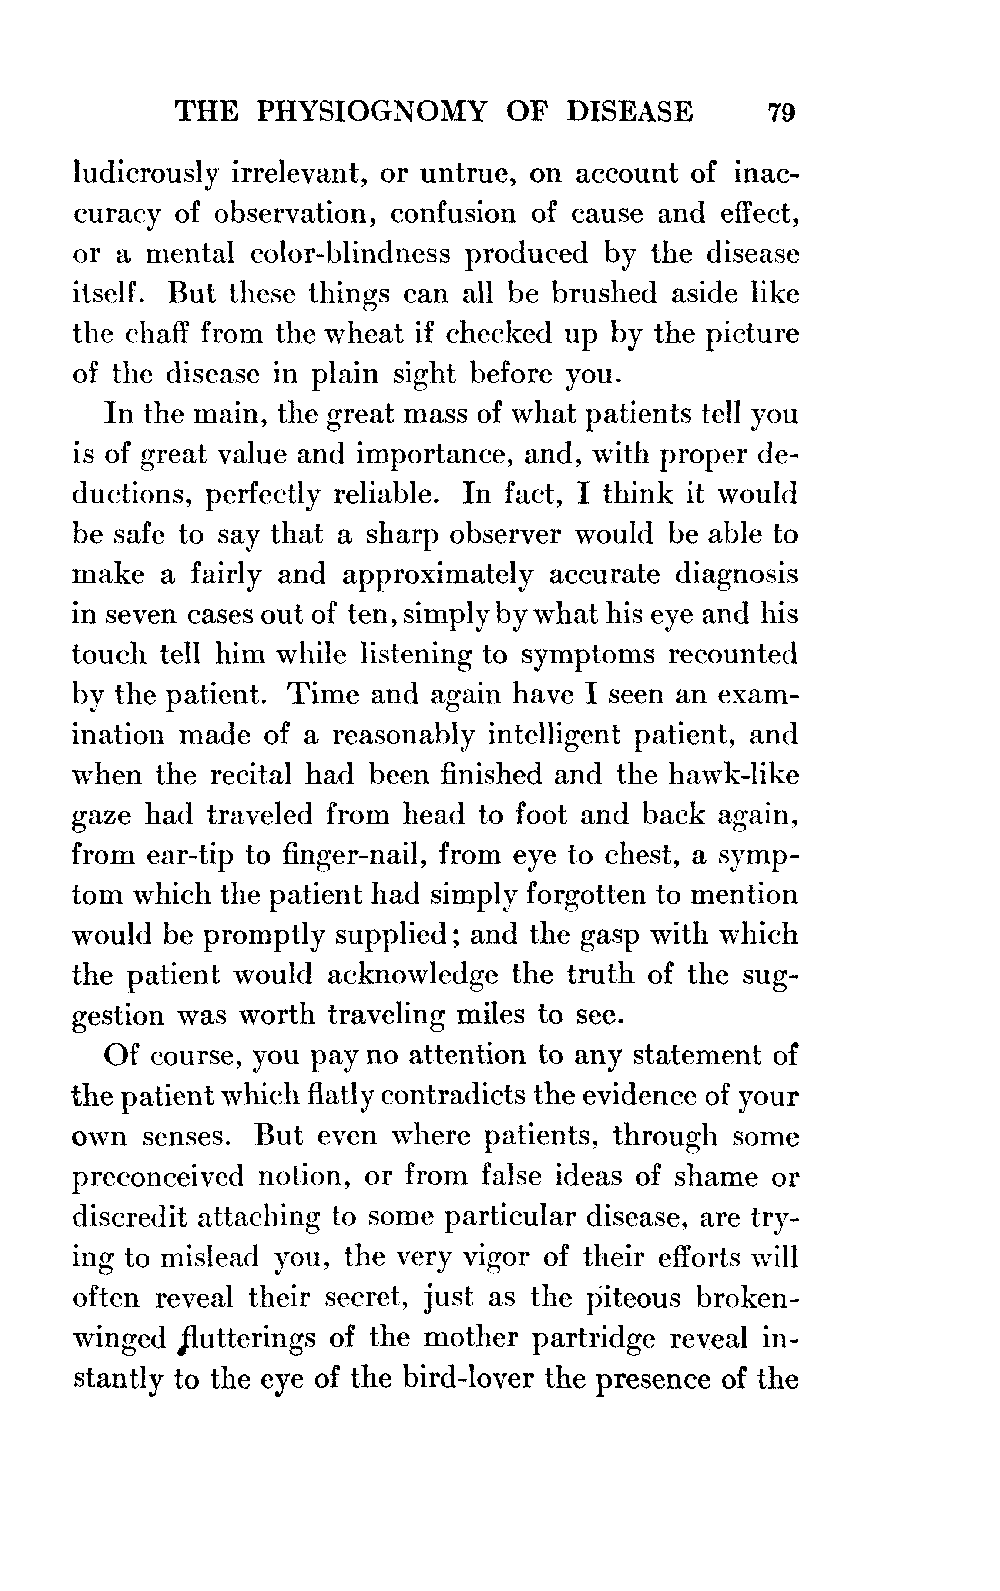 THE PHYSIOGNOMY OF DISEASE 79
ludicrously irrelevant, or untrue, on account of inac-
curacy of observation, confusion of cause and effect,
or a mental color-blindness produced by the disease
itself. But these things can all be brushed aside like
the chaff from the wheat if checked up by the picture
of the disease in plain sight before you.
In the main, the great mass of what patients tell you
is of great value and importance, and, with proper de-
ductions, perfectly reliable. In fact, I think it would
be safe to say that a sharp observer would be able to
make a fairly and approximately accurate diagnosis
in seven cases out of ten, simply by what his eye and his
touch tell him while listening to symptoms recounted
by the patient. Time and again have I seen an exam-
ination made of a reasonably intelligent patient, and
when the recital had been finished and the hawk-like
gaze had traveled from head to foot and back again,
from ear-tip to finger-nail, from eye to chest, a symp-
tom which the patient had simply forgotten to mention
would be promptly supplied; and the gasp with which
the patient would acknowledge the truth of the sug-
gestion was worth traveling miles to see.
Of course, you pay no attention to any statement of
the patient which flatly contradicts the evidence of your
own senses. But even where patients, through some
preconceived notion, or from false ideas of shame or
discredit attaching to some particular disease, are try-
ing to mislead you, the very vigor of their efforts will
often reveal their secret, just as the piteous broken-
winged flutterings of the mother partridge reveal in-
stantly to the eye of the bird-lover the presence of the